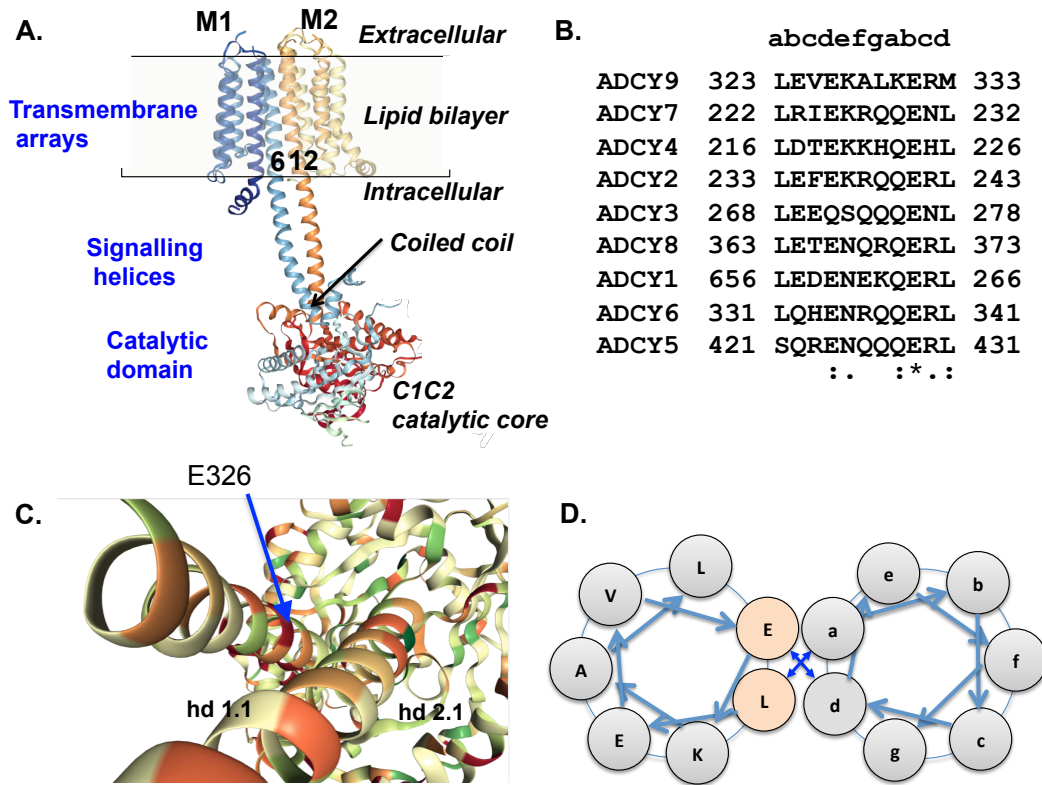 A.
M1 M2
Extracellular
Transmembrane
arrays
Lipid bilayer
6 12
Intracellular
Signalling
helices
Coiled coil
Catalytic
domain
C1C2
catalytic core
B.
abcdefgabcd
ADCY9 323 LEVEKALKERM 333
ADCY7 222 LRIEKRQQENL 232
ADCY4 216 LDTEKKHQEHL 226
ADCY2 233 LEFEKRQQERL 243
ADCY3 268 LEEQSQQQENL 278
ADCY8 363 LETENQRQERL 373
ADCY1 656 LEDENEKQERL 266
ADCY6 331 LQHENRQQERL 341
ADCY5 421 SQRENQQQERL 431
:. :*.:
C.
E326
hd 1.1 hd 2.1
D.
L
V
E
A
L
E
K
e
b
a
f
d
g
c